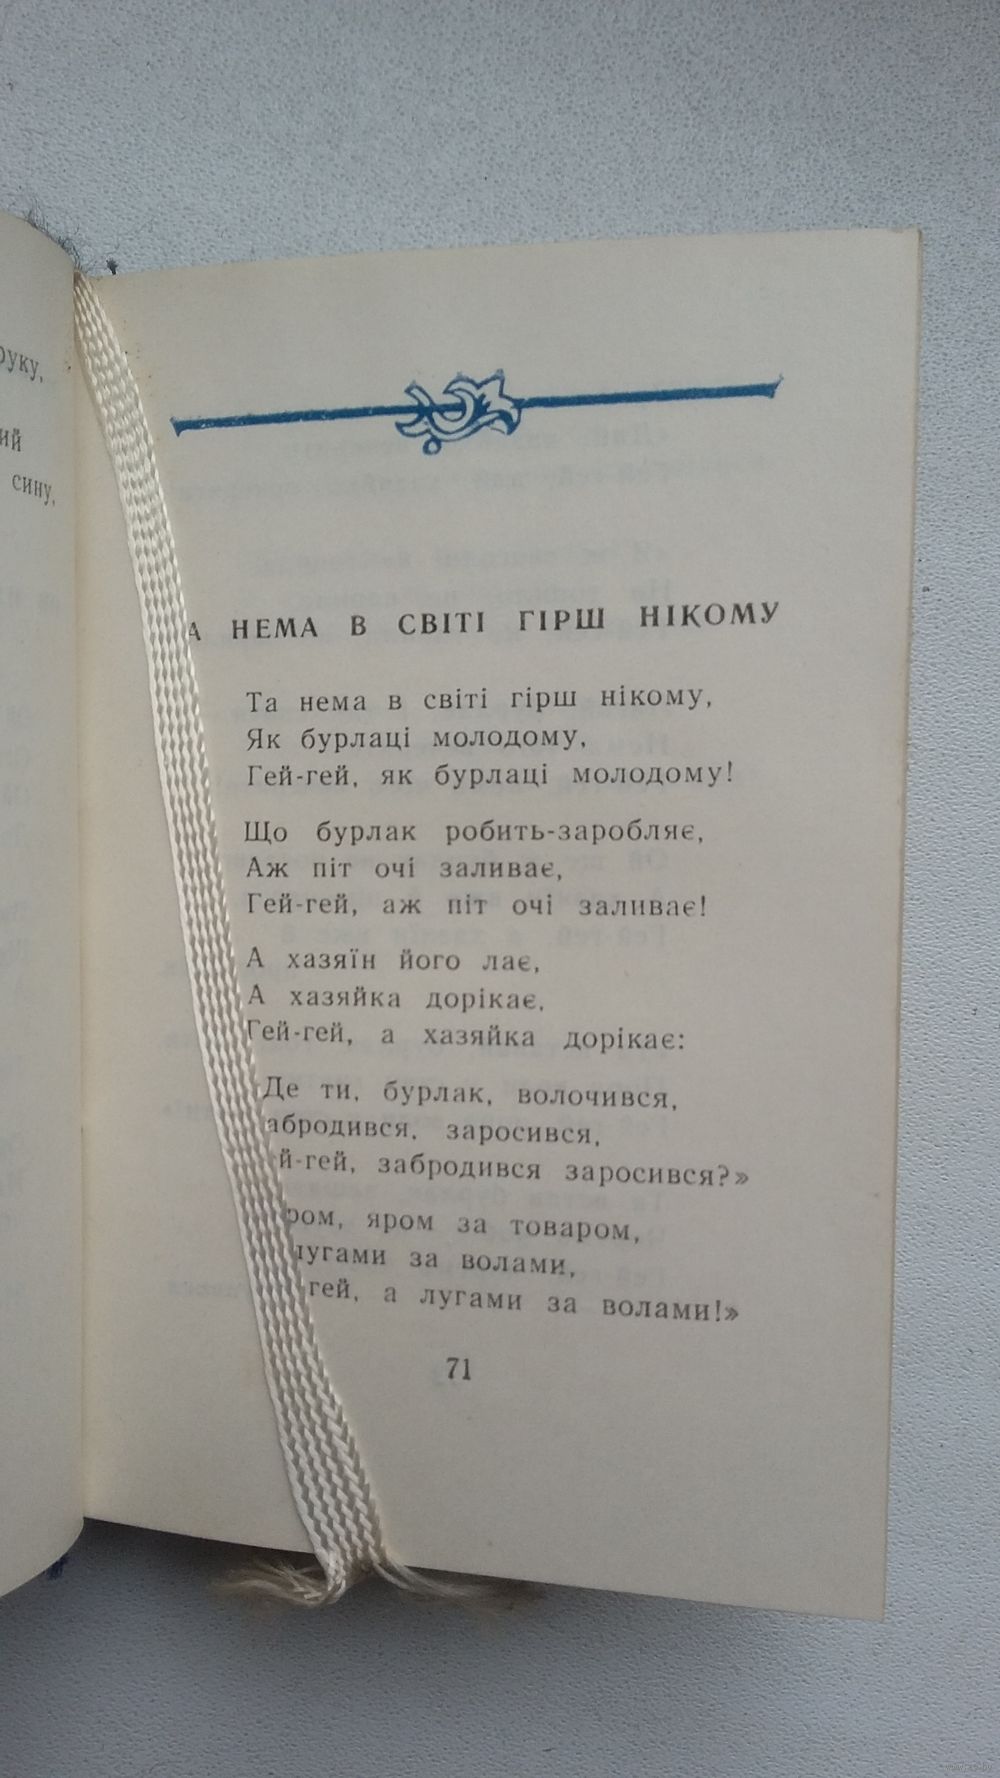 руку,
ий
сину,
А НЕМА В СВІТІ ГІРШ НІКОМУ
Та нема в світі гірш нікому,
Як бурлаці молодому,
Гей-гей, як бурлаці молодому!
Що бурлак робить-заробляє,
Аж піт очі заливає,
Гей-гей, аж піт очі заливає!
А хазяїн його лає,
А хазяйка дорікає,
Гей-гей, а хазяйка дорікає:
Де ти, бурлак, волочився,
абродився, заросився,
й-гей, забродився заросився?»
ром, яром за товаром,
лугами за волами,
гей, а лугами за волами!»
71